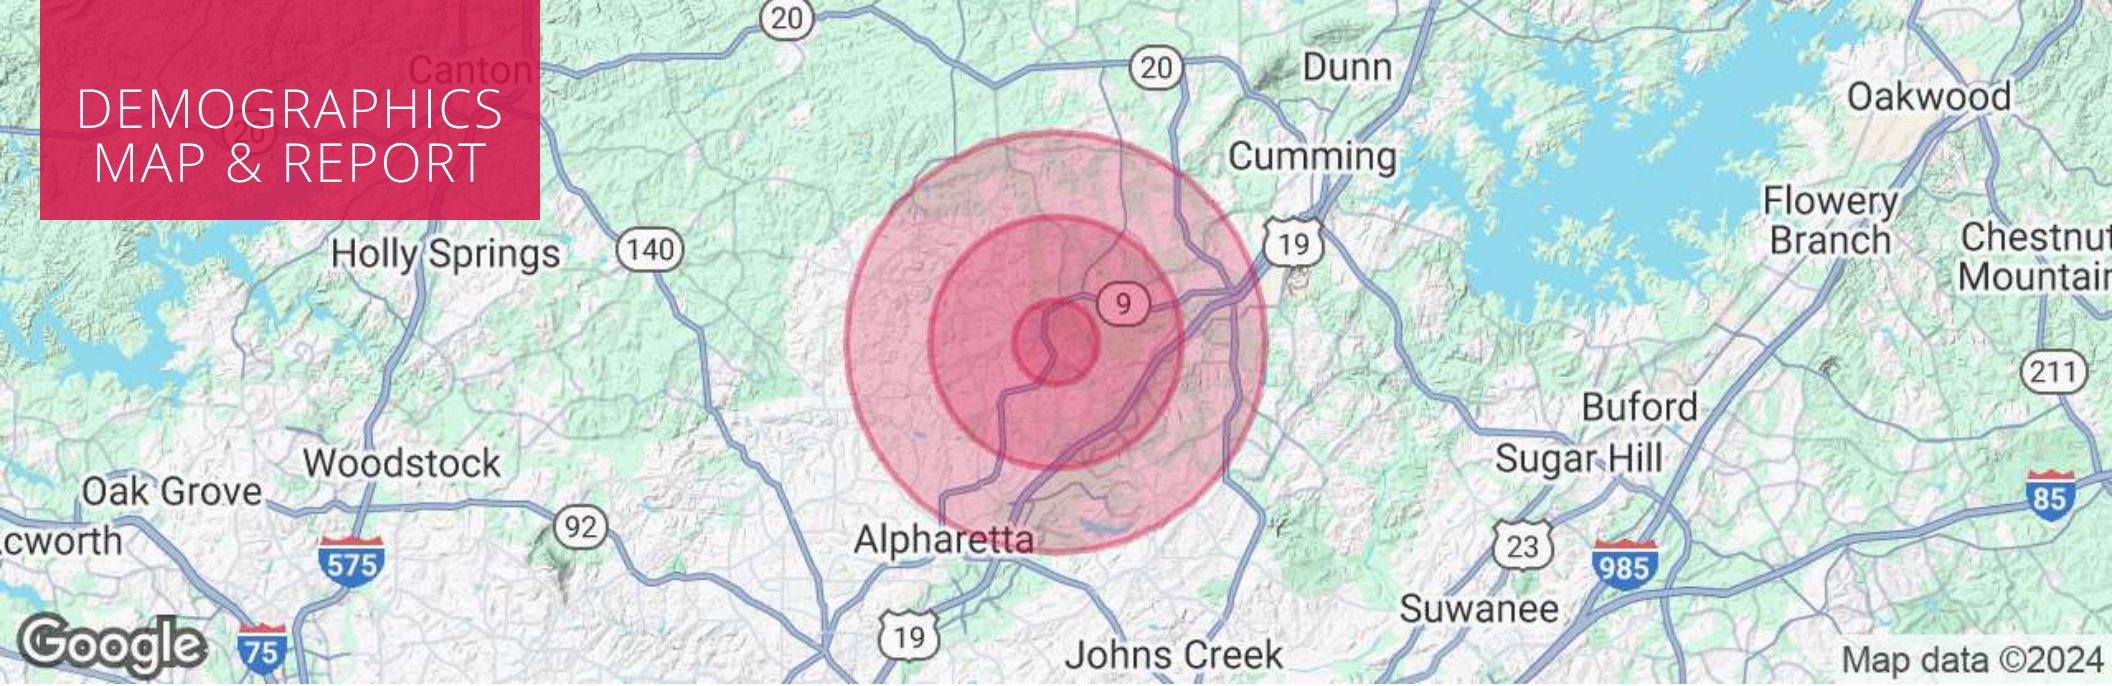 20
Canton
DEMOGRAPHICS
MAP & REPORT
20
20
Dunn
Oakwood
Cumming
Flowery
Branch
Chestnut
Mountain
Holly Springs
140
19
9
211
Buford
Sugar Hill
Woodstock
Oak Grove
85
cworth
575
92
Alpharetta
23
985
Suwanee
19
Google
75
Johns Creek
Map data ©2024